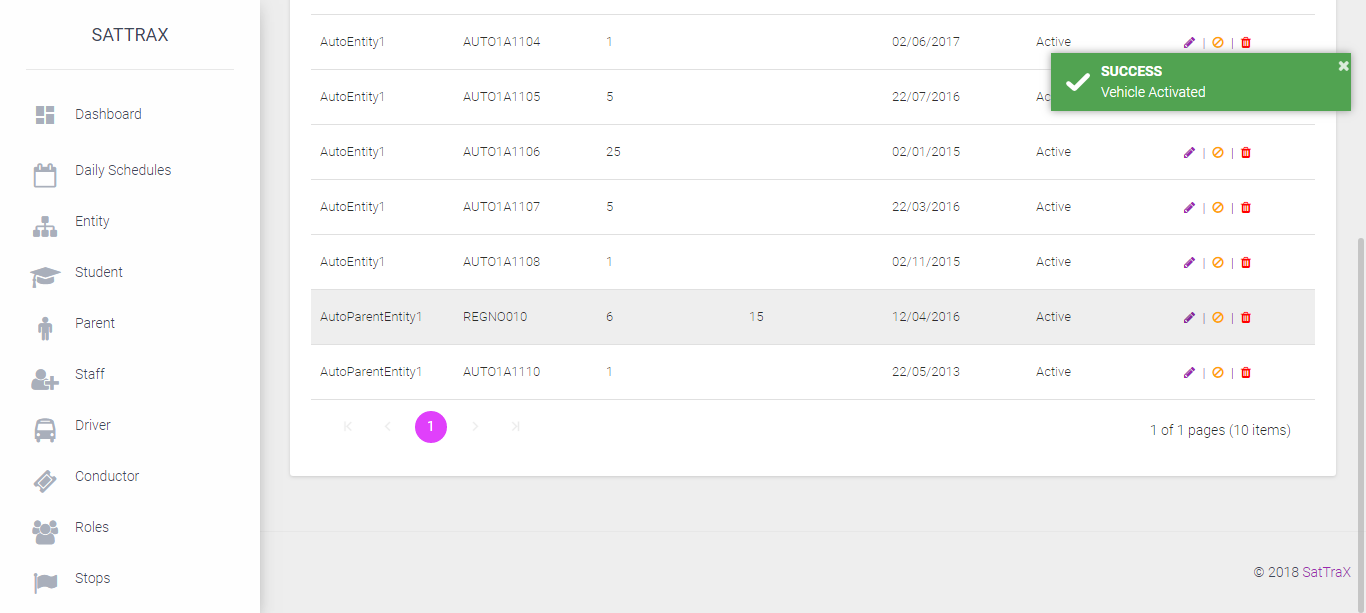 SATTRAX
Dashboard
Daily Schedules
Entity
Student
Parent
Staff
Driver
Conductor
Roles
Stops
AutoEntity1 AUTO1A1104 1 02/06/2017 Active | |
SUCCESS
Vehicle Activated
AutoEntity1 AUTO1A1105 5 22/07/2016 Ac
AutoEntity1 AUTO1A1106 25 02/01/2015 Active | |
AutoEntity1 AUTO1A1107 5 22/03/2016 Active | |
AutoEntity1 AUTO1A1108 1 02/11/2015 Active | |
AutoParentEntity1 REGNO010 6 15 12/04/2016 Active | |
AutoParentEntity1 AUTO1A1110 1 22/05/2013 Active | |
1
1 of 1 pages (10 items)
© 2018 SatTraX